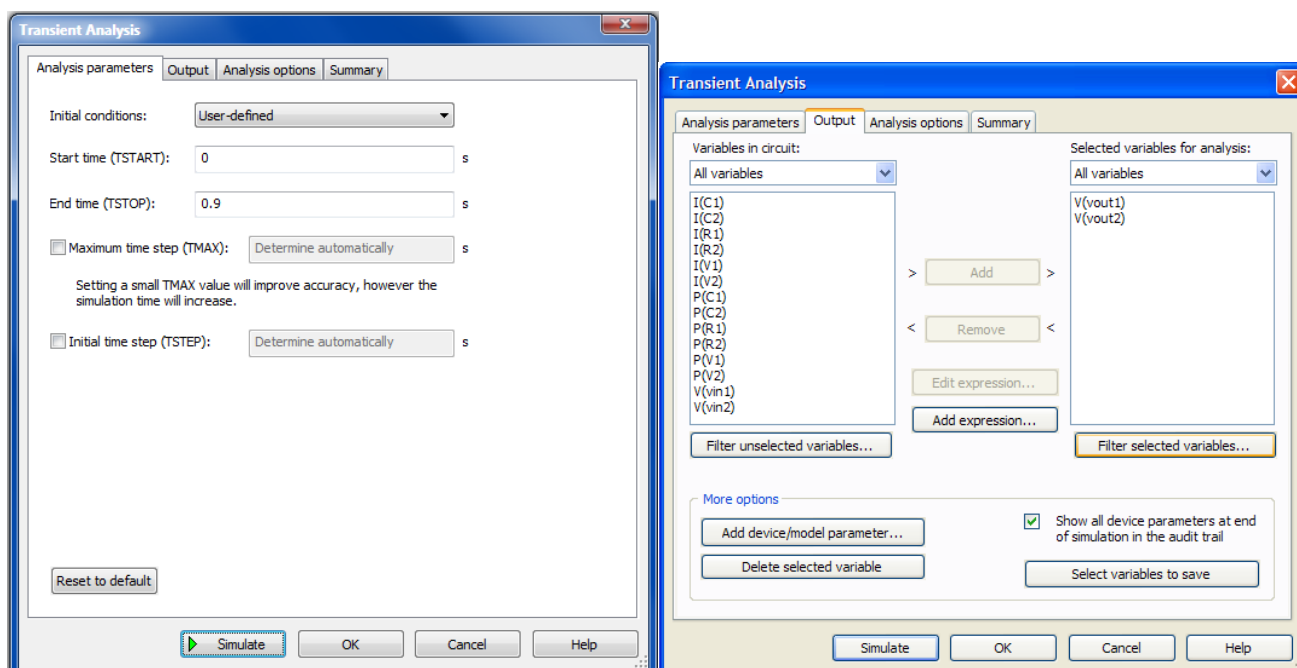 Transient Analysis
Analysis parameters
Output
Analysis options
Summary
Initial conditions:
User-defined
Start time (TSTART):
0
s
End time (TSTOP):
0.9
s
Maximum time step (TMAX):
Determine automatically
s
Setting a small TMAX value will improve accuracy, however the
simulation time will increase.
Initial time step (TSTEP):
Determine automatically
s
Reset to default
Simulate
OK
Cancel
Help
Transient Analysis
Analysis parameters
Output
Analysis options
Summary
Variables in circuit:
All variables
I(C1)
I(C2)
I(R1)
I(R2)
I(V1)
I(V2)
P(C1)
P(C2)
P(R1)
P(R2)
P(V1)
P(V2)
V(vin1)
V(vin2)
Filter unselected variables...
> Add >
< Remove <
Edit expression...
Add expression...
Selected variables for analysis:
All variables
V(vout1)
V(vout2)
Filter selected variables...
More options
Add device/model parameter...
Delete selected variable
Show all device parameters at end
of simulation in the audit trail
Select variables to save
Simulate
OK
Cancel
Help